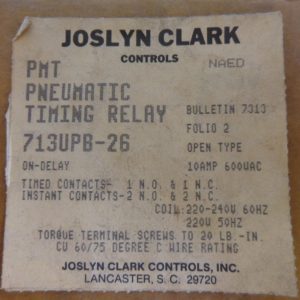 JOSLYN CLARK
CONTROLS
PMT NAED
PNEUMATIC
TIMING RELAY BULLETIN 7313
FOLIO 2
713UPB-26 OPEN TYPE
ON-DELAY 10AMP 600VAC
TIMED CONTACTS- 1 N.O. & 1 N.C.
INSTANT CONTACTS-2 N.O. & 2 N.C.
COIL: 220-240V 60HZ
220V 50HZ
TORQUE TERMINAL SCREWS TO 20 LB.-IN.
CU 60/75 DEGREE C WIRE RATING
JOSLYN CLARK CONTROLS, INC.
LANCASTER, S. C. 29720